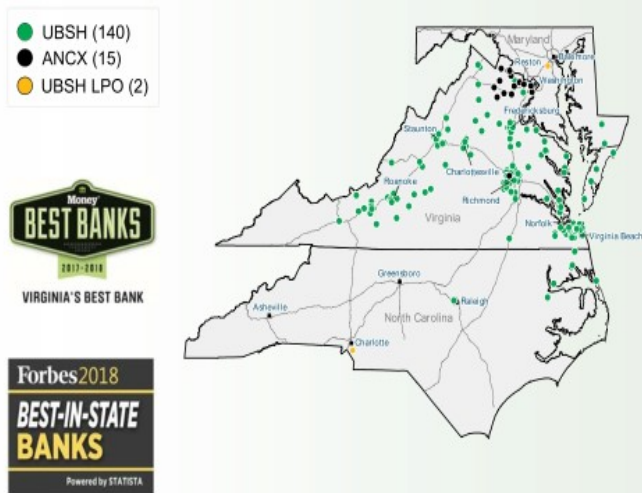 UBSH (140)
ANCX (15)
UBSH LPO (2)
Money
BEST BANKS
2017-2018
VIRGINIA'S BEST BANK
Forbes2018
BEST-IN-STATE
BANKS
Powered by STATISTA
Maryland
Baltimore
Reston
Washington
Fredericksburg
Staunton
Charlottesville
Roanoke
Richmond
Virginia
Norfolk
Virginia Beach
Greensboro
Raleigh
Asheville
North Carolina
Charlotte